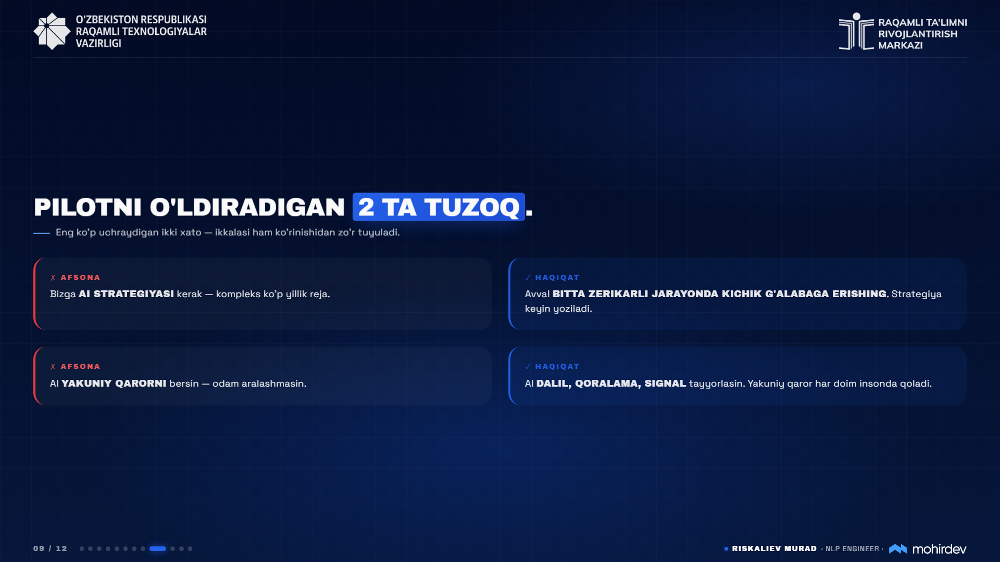 O'ZBEKISTON RESPUBLIKASI
RAQAMLI TEXNOLOGIYALAR
VAZIRLIGI
RAQAMLI TA’LIMNI
RIVOJLANTIRISH
MARKAZI
PILOTNI O'LDIRADIGAN 2 TA TUZOQ.
Eng ko’p uchraydigan ikki xato — ikkalasi ham ko’rinishidan zo’r tuyuladi.
✗ AFSONA
Bizga AI STRATEGIYASI kerak — kompleks ko’p yillik reja.
✓ HAQIQAT
Avval BITTA ZERIKARLI JARAYONDA KICHIK G'ALABAGA ERISHING. Strategiya
keyin yoziladi.
✗ AFSONA
AI YAKUNIY QARORNI bersin — odam aralashmasin.
✓ HAQIQAT
AI DALIL, QORALAMA, SIGNAL tayyorlasin. Yakuniy qaror har doim insonda qoladi.
09 / 12
RISKALIEV MURAD · NLP ENGINEER · mohirdev